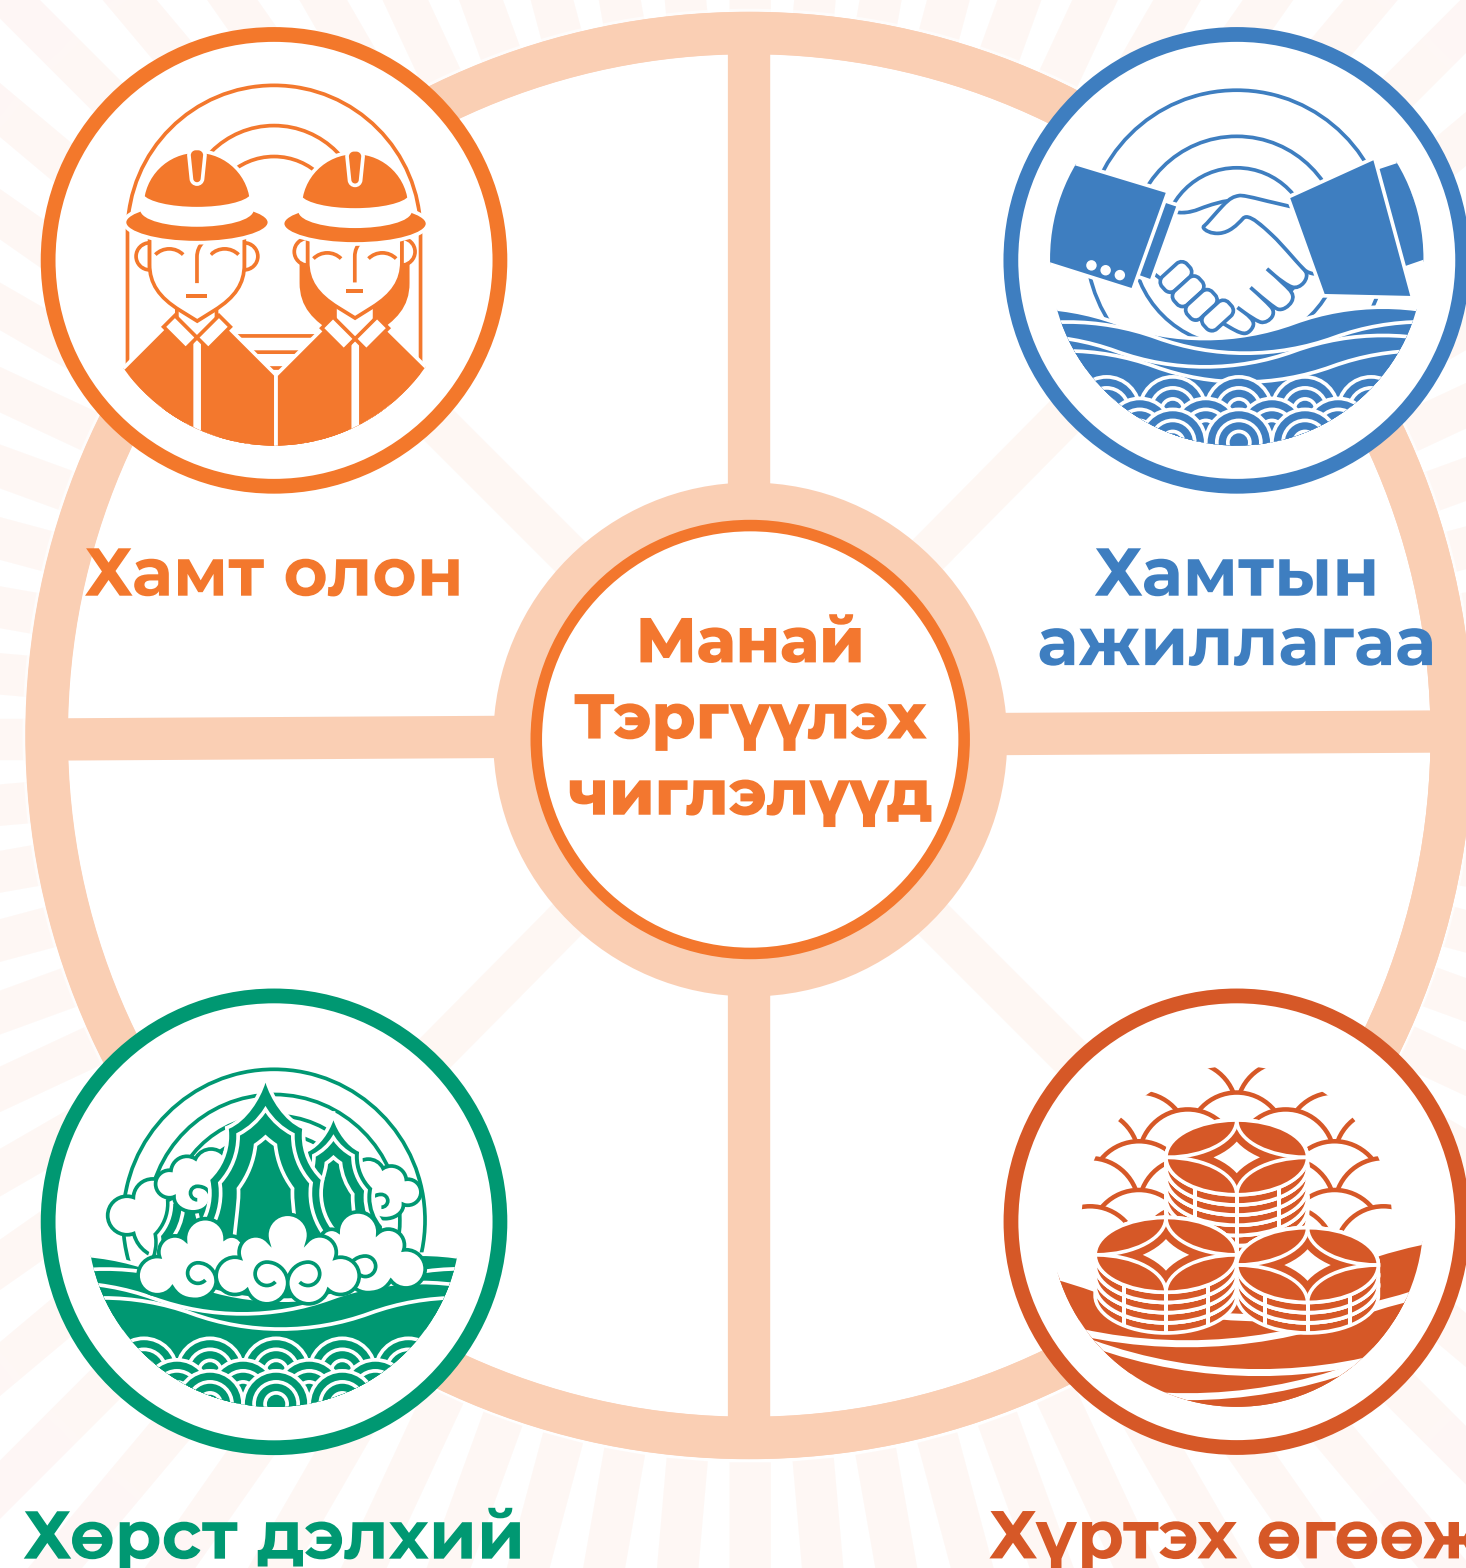 Хамт олон
Хамтын
ажиллагаа
Манай
Тэргүүлэх
чиглэлүүд
Хөрст дэлхий
Хүртэх өгөөж